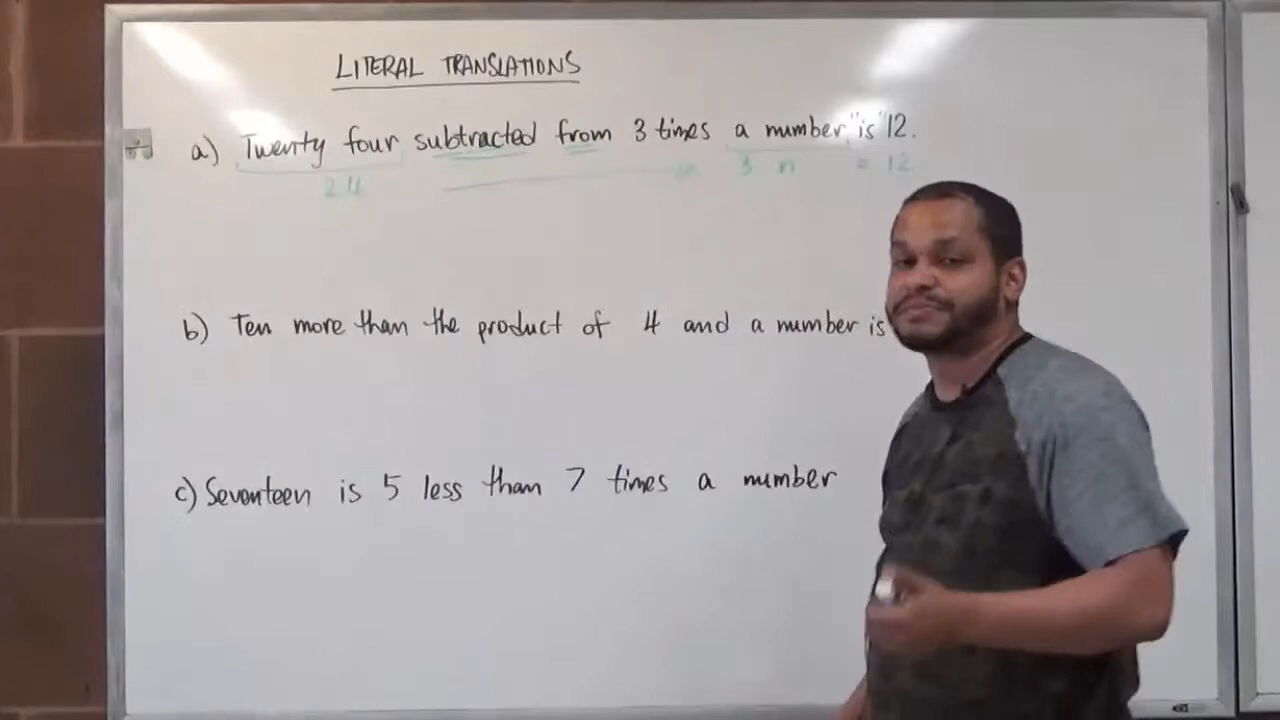 LITERAL TRANSLATIONS
a) Twenty four subtracted from 3 times a number "is" 12.
24 3 n = 12
b) Ten more than the product of 4 and a number is
c) Seventeen is 5 less than 7 times a number